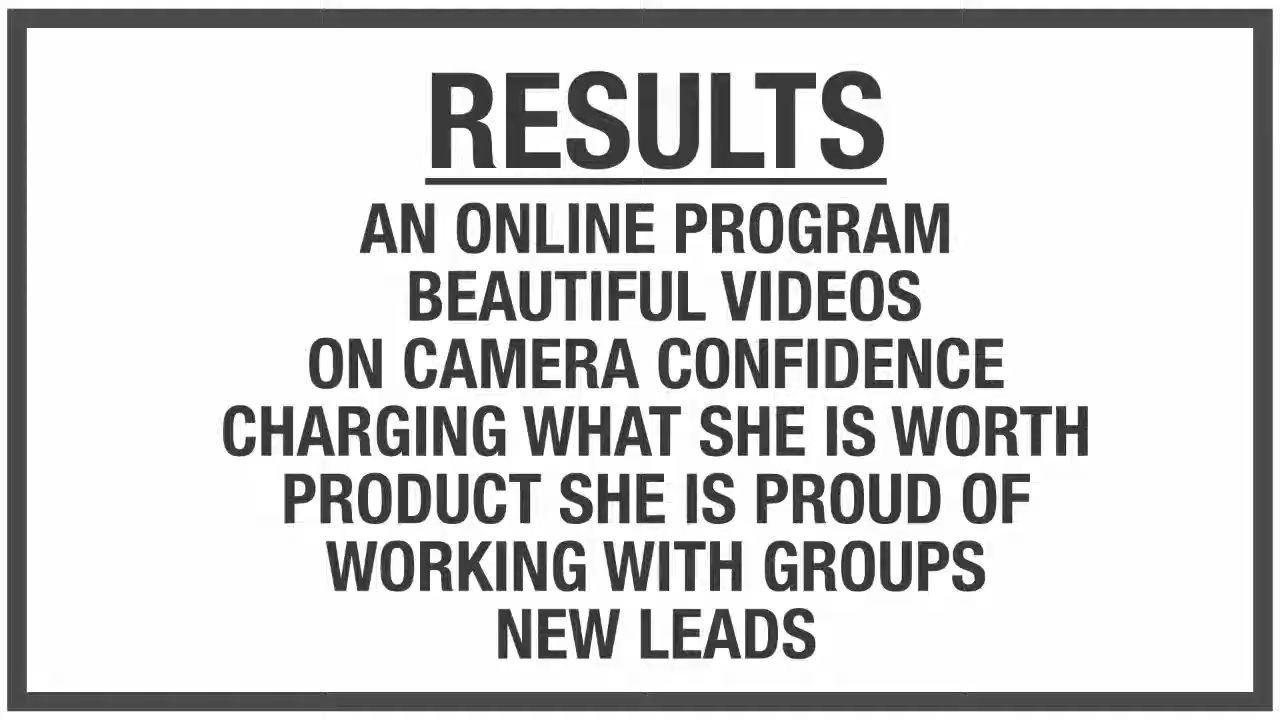 RESULTS
AN ONLINE PROGRAM
BEAUTIFUL VIDEOS
ON CAMERA CONFIDENCE
CHARGING WHAT SHE IS WORTH
PRODUCT SHE IS PROUD OF
WORKING WITH GROUPS
NEW LEADS